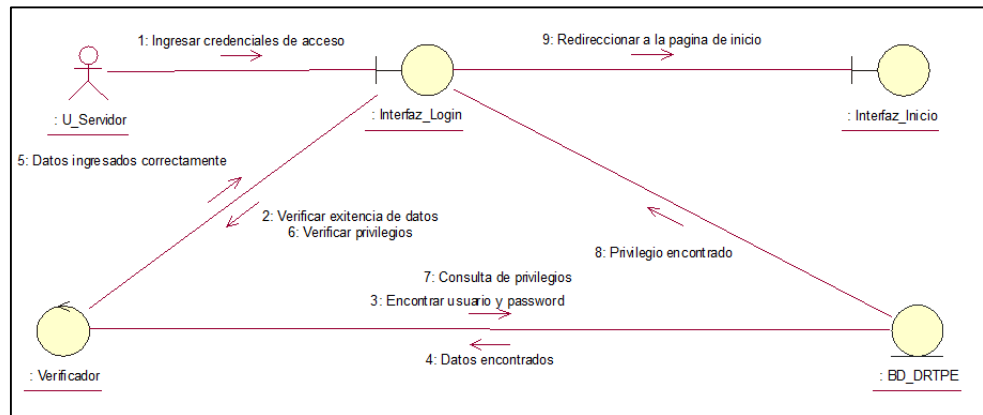 1: Ingresar credenciales de acceso
9: Redireccionar a la pagina de inicio
: U_Servidor
: Interfaz_Login
: Interfaz_Inicio
5: Datos ingresados correctamente
2: Verificar exitencia de datos
6: Verificar privilegios
8: Privilegio encontrado
7: Consulta de privilegios
3: Encontrar usuario y password
4: Datos encontrados
: Verificador
: BD_DRTPE